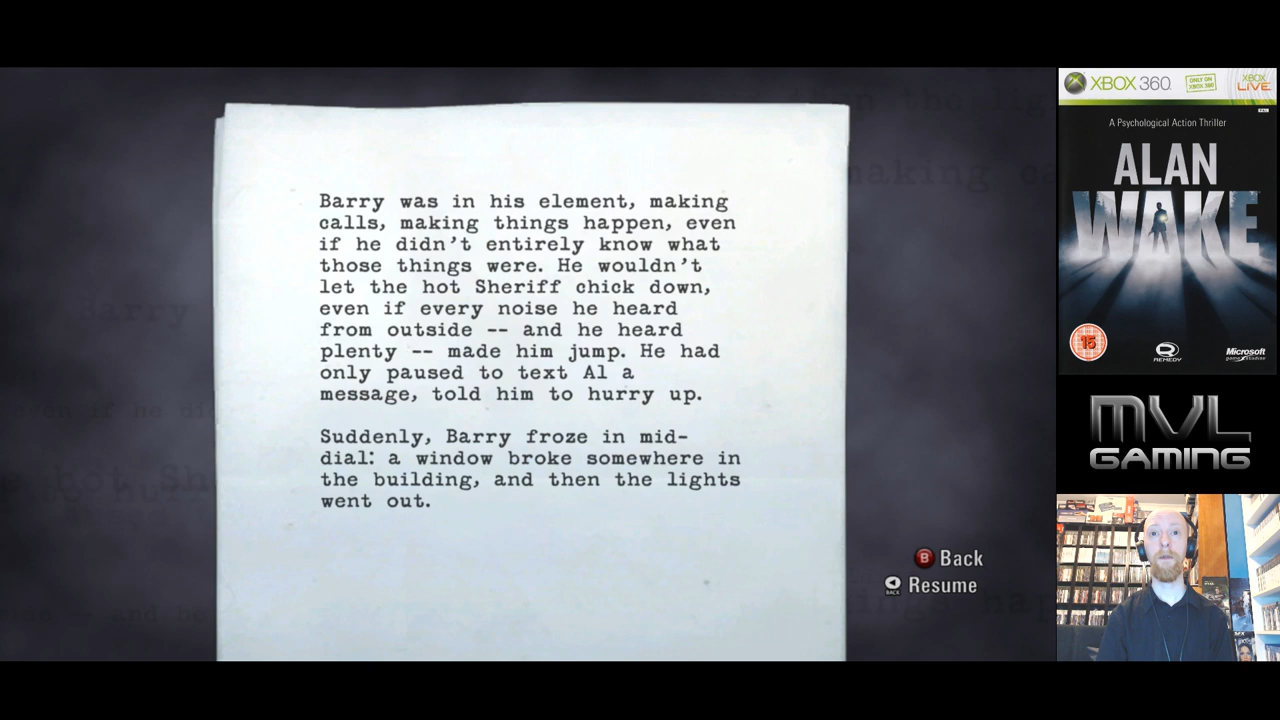 Barry was in his element, making
calls, making things happen, even
if he didn't entirely know what
those things were. He wouldn't
let the hot Sheriff chick down,
even if every noise he heard
from outside -- and he heard
plenty -- made him jump. He had
only paused to text Al a
message, told him to hurry up.
Suddenly, Barry froze in mid-
dial: a window broke somewhere in
the building, and then the lights
went out.
B Back
BACK Resume
XBOX 360
ONLY ON XBOX 360
XBOX LIVE
A Psychological Action Thriller
ALAN
WAKE
15
REMEDY
Microsoft
game studios
MVL
GAMING